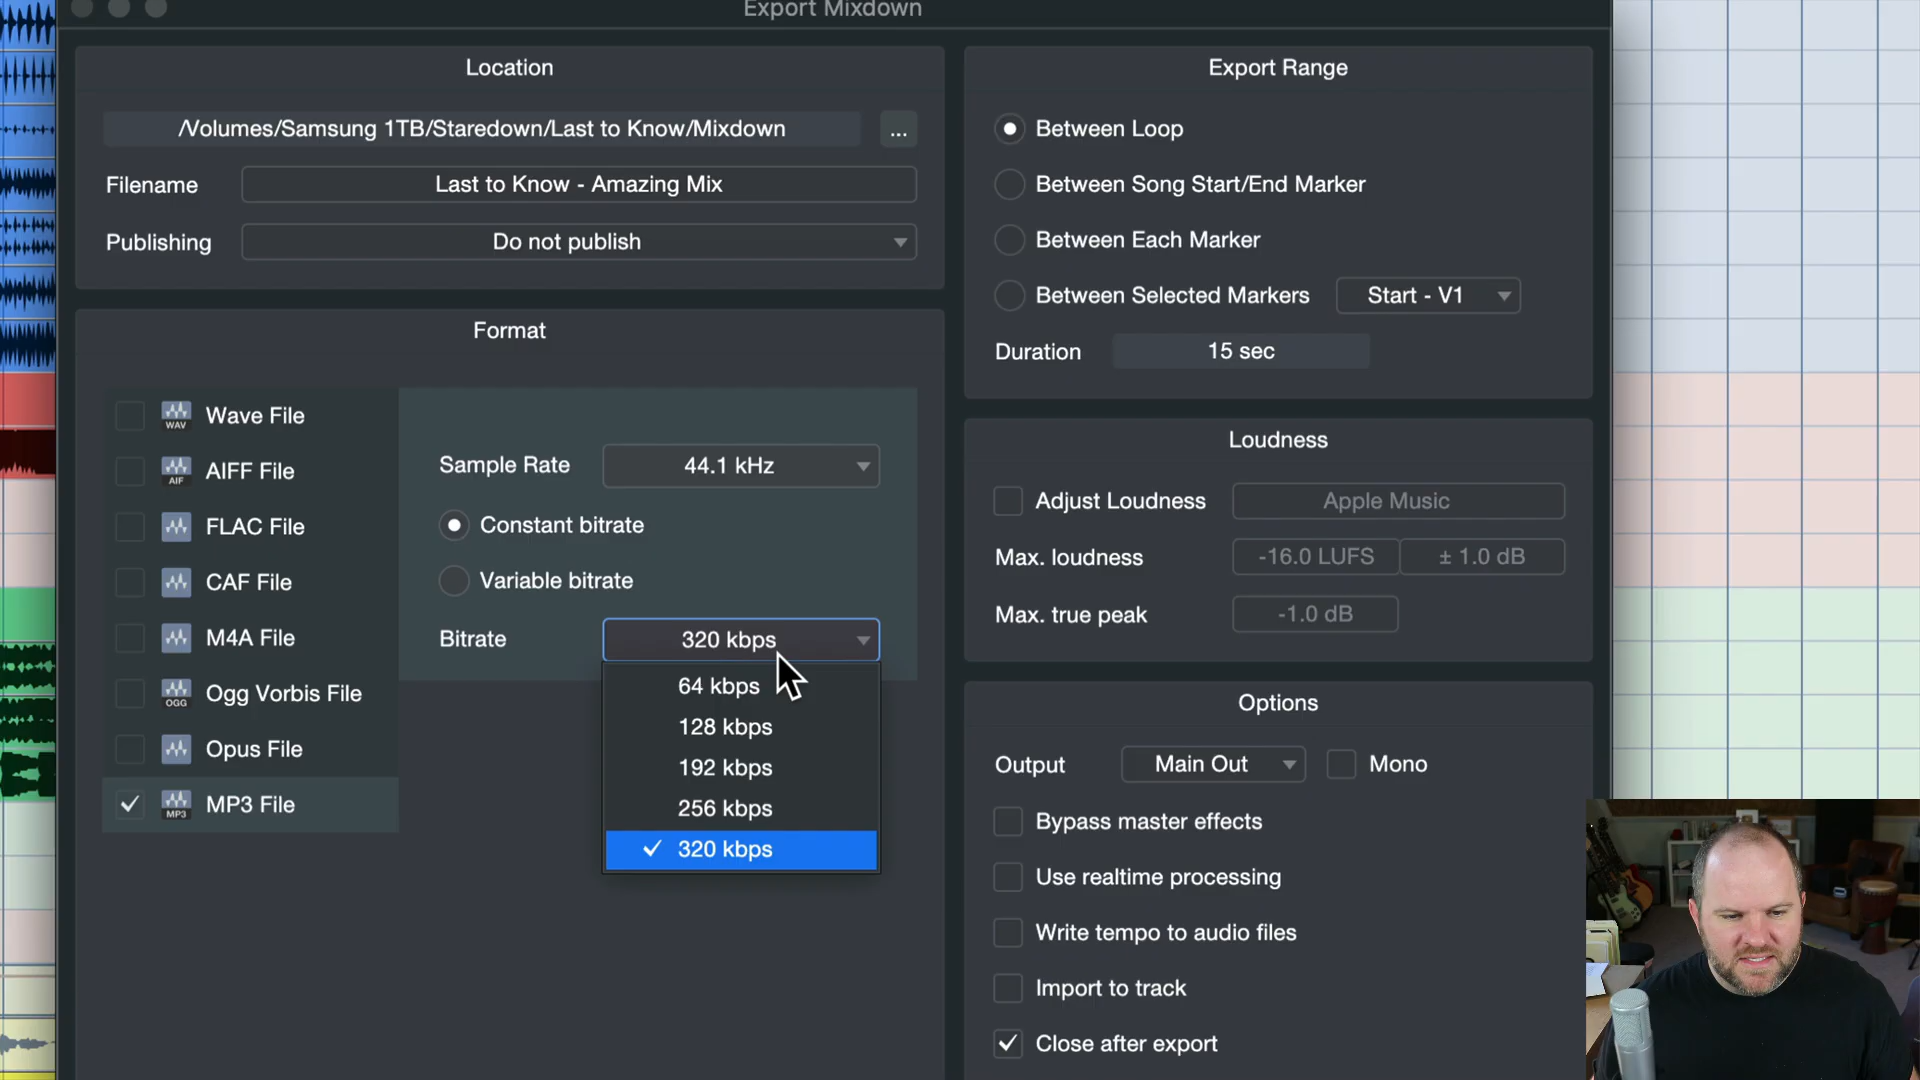 Export Mixdown
Location
/Volumes/Samsung 1TB/Staredown/Last to Know/Mixdown
...
Filename
Last to Know - Amazing Mix
Publishing
Do not publish
Format
WAV
Wave File
AIF
AIFF File
FLAC File
CAF File
M4A File
OGG
Ogg Vorbis File
Opus File
MP3
MP3 File
Sample Rate
44.1 kHz
Constant bitrate
Variable bitrate
Bitrate
320 kbps
64 kbps
128 kbps
192 kbps
256 kbps
320 kbps
Export Range
Between Loop
Between Song Start/End Marker
Between Each Marker
Between Selected Markers
Start - V1
Duration
15 sec
Loudness
Adjust Loudness
Apple Music
Max. loudness
-16.0 LUFS
± 1.0 dB
Max. true peak
-1.0 dB
Options
Output
Main Out
Mono
Bypass master effects
Use realtime processing
Write tempo to audio files
Import to track
Close after export